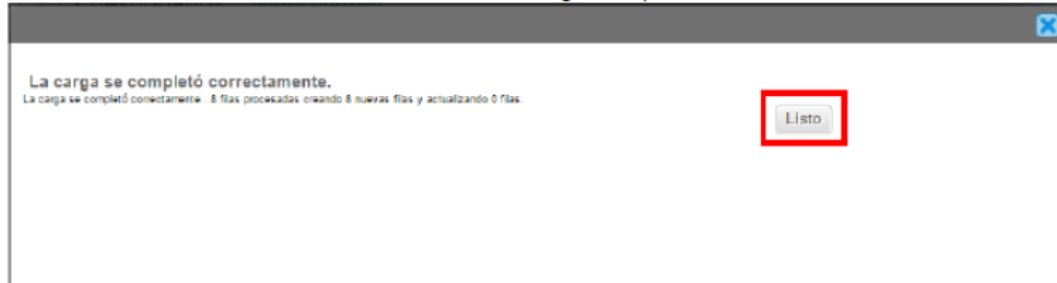 La carga se completó correctamente.
La carga se completó correctamente. 8 filas procesadas creando 8 nuevas filas y actualizando 0 filas.
Listo